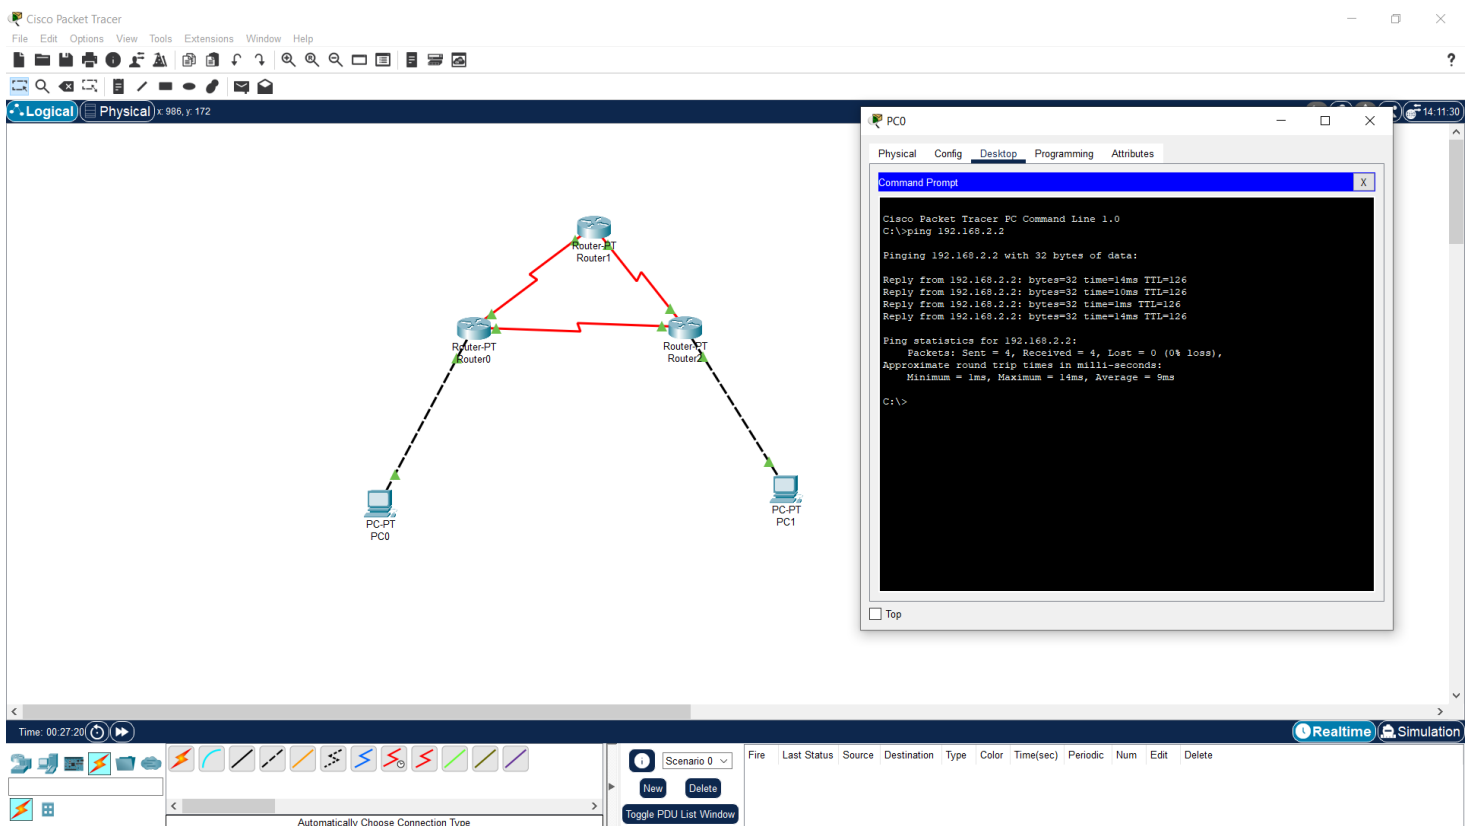 Cisco Packet Tracer
File Edit Options View Tools Extensions Window Help
?
Logical Physical x: 986, y: 172
14:11:30
PC0
Physical Config Desktop Programming Attributes
Command Prompt X
Cisco Packet Tracer PC Command Line 1.0
C:\>ping 192.168.2.2
Pinging 192.168.2.2 with 32 bytes of data:
Reply from 192.168.2.2: bytes=32 time=14ms TTL=126
Reply from 192.168.2.2: bytes=32 time=10ms TTL=126
Reply from 192.168.2.2: bytes=32 time=1ms TTL=126
Reply from 192.168.2.2: bytes=32 time=14ms TTL=126
Ping statistics for 192.168.2.2:
Packets: Sent = 4, Received = 4, Lost = 0 (0% loss),
Approximate round trip times in milli-seconds:
Minimum = 1ms, Maximum = 14ms, Average = 9ms
C:\>
Top
Router-PT
Router1
Router-PT
Router0
Router-PT
Router2
PC-PT
PC0
PC-PT
PC1
Time: 00:27:20
Realtime Simulation
Scenario 0
New Delete
Toggle PDU List Window
Fire Last Status Source Destination Type Color Time(sec) Periodic Num Edit Delete
Automatically Choose Connection Type